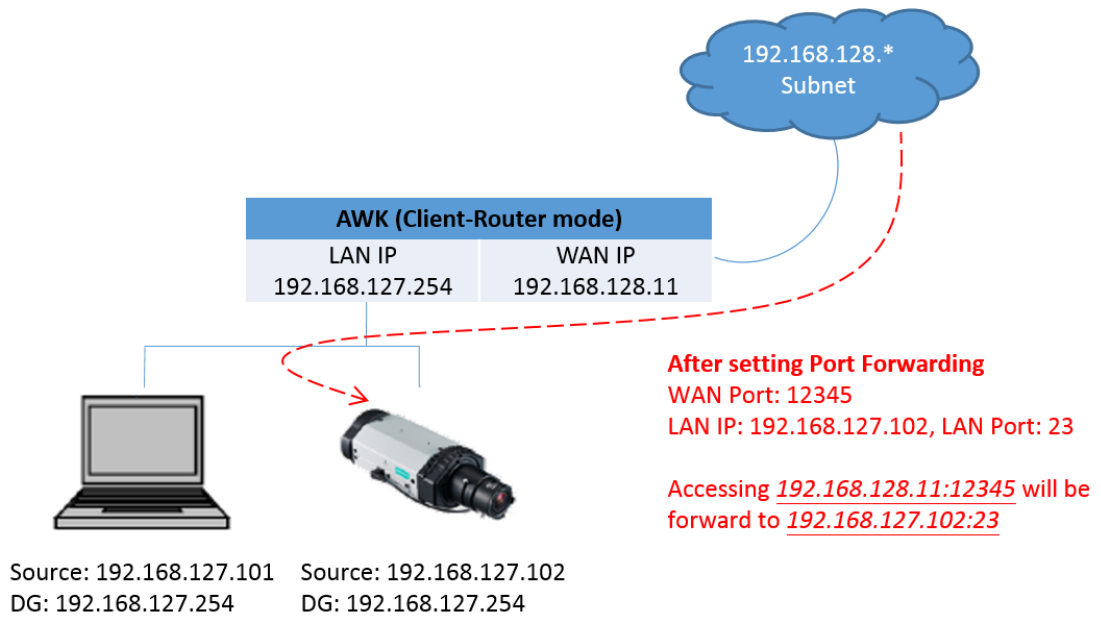 192.168.128.*
Subnet
AWK (Client-Router mode)
LAN IP
192.168.127.254
WAN IP
192.168.128.11
After setting Port Forwarding
WAN Port: 12345
LAN IP: 192.168.127.102, LAN Port: 23
Accessing 192.168.128.11:12345 will be
forward to 192.168.127.102:23
Source: 192.168.127.101
DG: 192.168.127.254
Source: 192.168.127.102
DG: 192.168.127.254